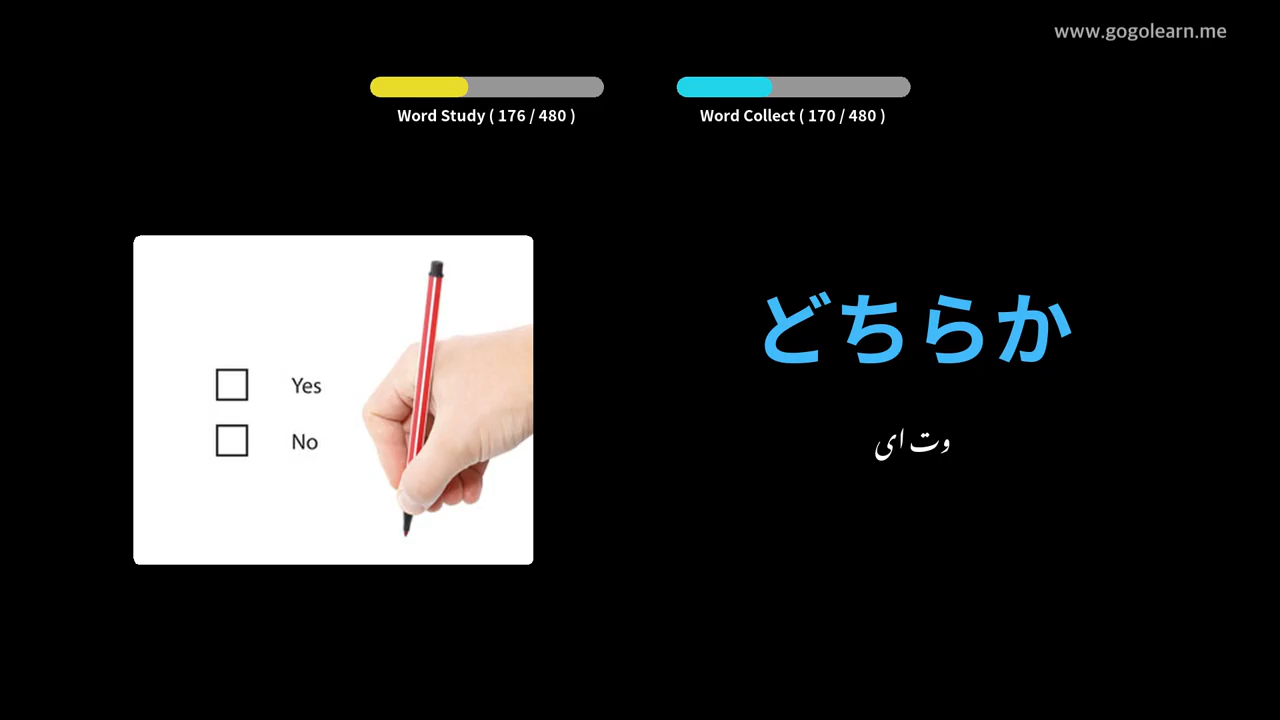 www.gogolearn.me
Word Study ( 176 / 480 )
Word Collect ( 170 / 480 )
Yes
No
どちらか
وت ای